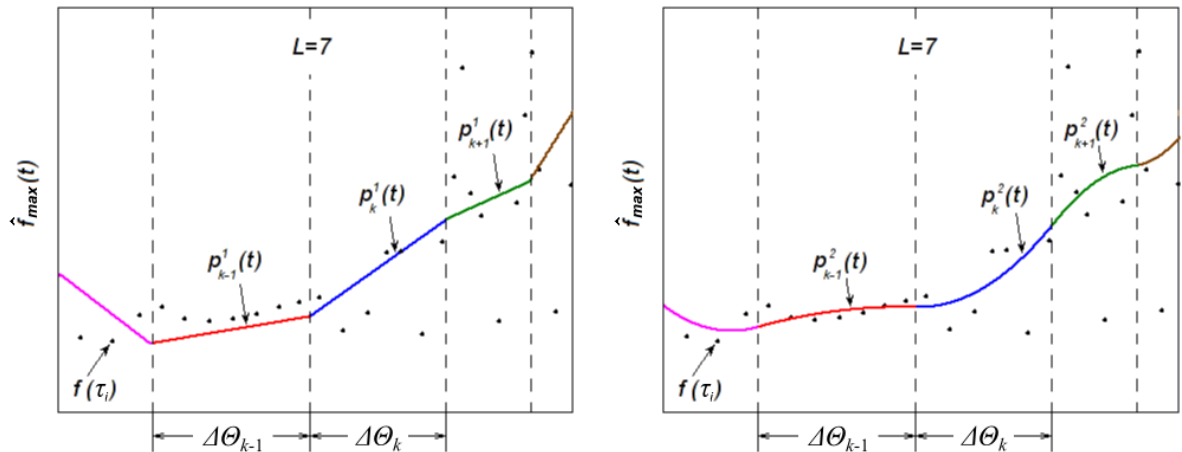 L=7
p¹ₖ₊₁(t)
p¹ₖ(t)
p¹ₖ₋₁(t)
f̂max(t)
f(τᵢ)
ΔΘₖ₋₁
ΔΘₖ
L=7
p²ₖ₊₁(t)
p²ₖ(t)
p²ₖ₋₁(t)
f̂max(t)
f(τᵢ)
ΔΘₖ₋₁
ΔΘₖ